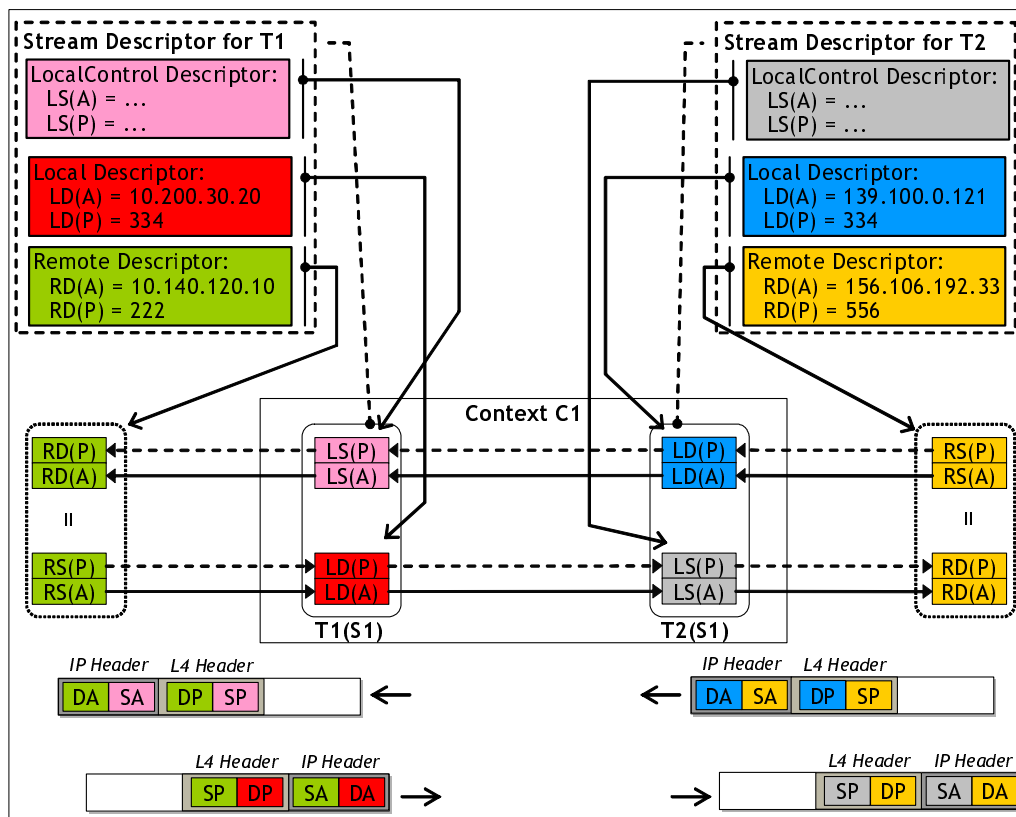 Stream Descriptor for T1
LocalControl Descriptor:
LS(A) = ...
LS(P) = ...
Local Descriptor:
LD(A) = 10.200.30.20
LD(P) = 334
Remote Descriptor:
RD(A) = 10.140.120.10
RD(P) = 222
Stream Descriptor for T2
LocalControl Descriptor:
LS(A) = ...
LS(P) = ...
Local Descriptor:
LD(A) = 139.100.0.121
LD(P) = 334
Remote Descriptor:
RD(A) = 156.106.192.33
RD(P) = 556
Context C1
RD(P)
RD(A)
=
RS(P)
RS(A)
LS(P)
LS(A)
LD(P)
LD(A)
T1(S1)
LD(P)
LD(A)
LS(P)
LS(A)
T2(S1)
RS(P)
RS(A)
=
RD(P)
RD(A)
IP Header L4 Header
DA SA DP SP
IP Header L4 Header
DA SA DP SP
L4 Header IP Header
SP DP SA DA
L4 Header IP Header
SP DP SA DA